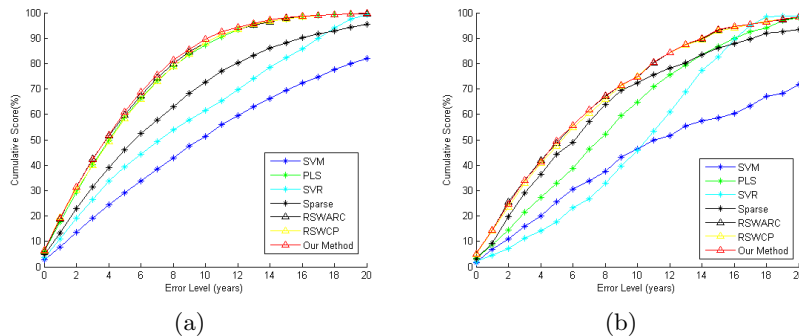 100
90
80
70
60
50
40
30
20
10
0
Cumulative Score(%)
0 2 4 6 8 10 12 14 16 18 20
Error Level (years)
SVM
PLS
SVR
Sparse
RSWARC
RSWCP
Our Method
(a)
100
90
80
70
60
50
40
30
20
10
0
Cumulative Score(%)
0 2 4 6 8 10 12 14 16 18 20
Error Level (years)
SVM
PLS
SVR
Sparse
RSWARC
RSWCP
Our Method
(b)